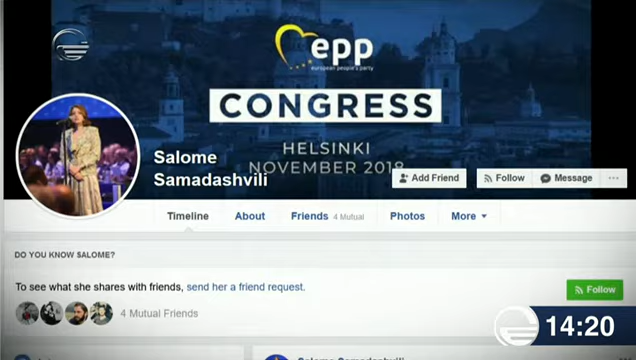 epp
european people's party
CONGRESS
HELSINKI
NOVEMBER 2018
Salome
Samadashvili
Add Friend
Follow
Message
Timeline
About
Friends 4 Mutual
Photos
More
DO YOU KNOW SALOME?
To see what she shares with friends, send her a friend request.
Follow
4 Mutual Friends
14:20
Salome Samadashvili